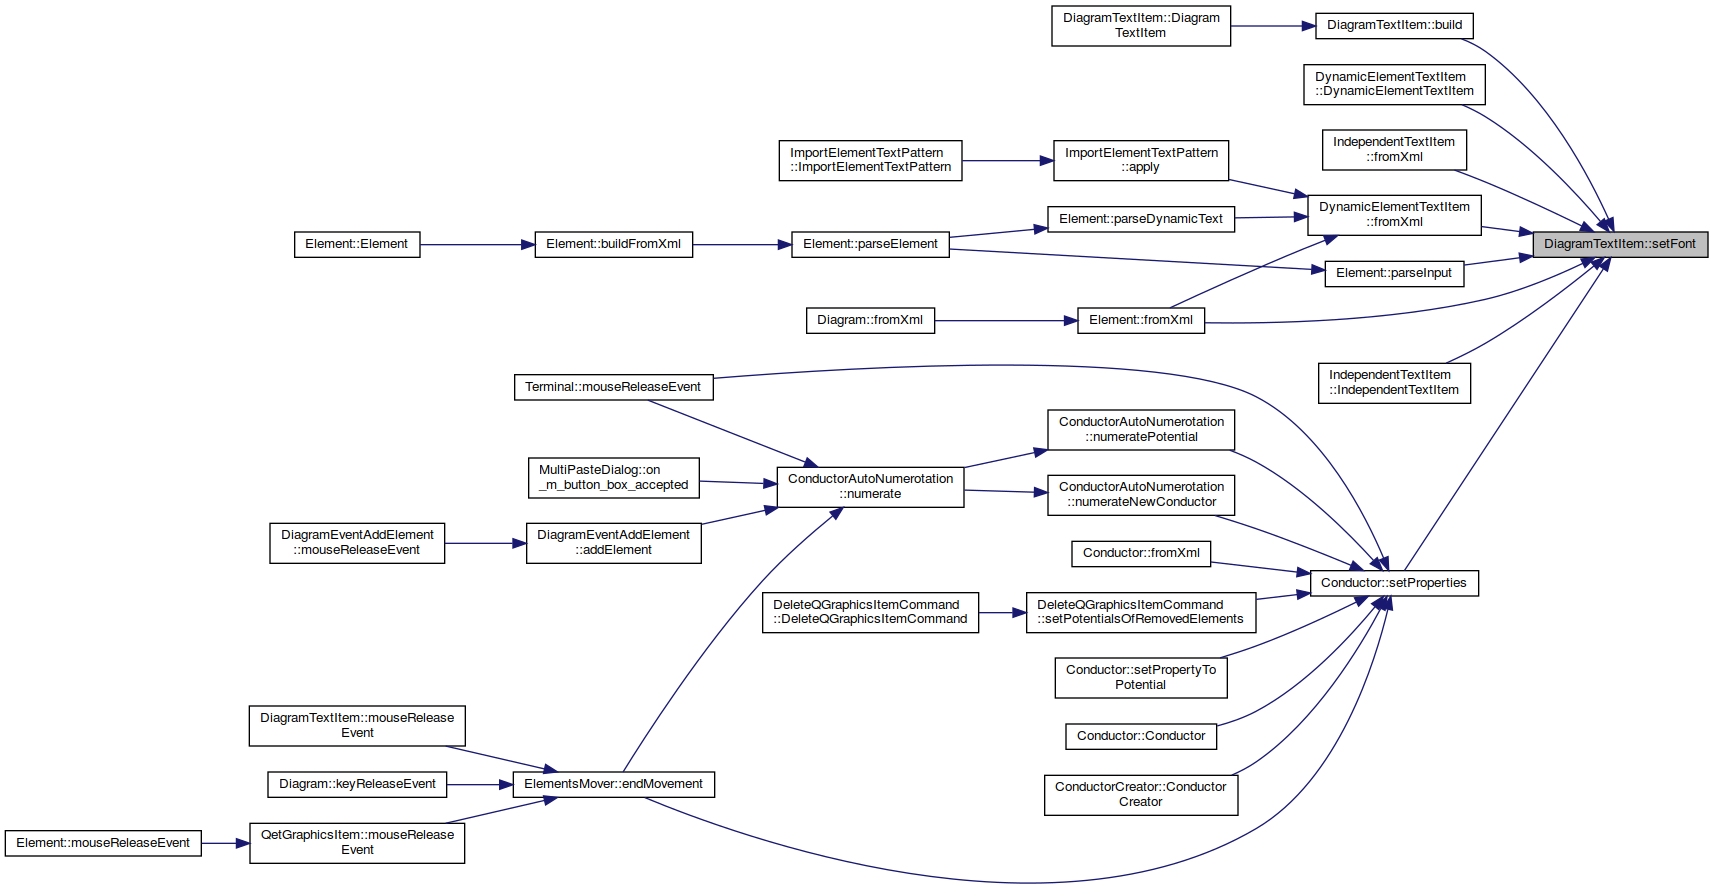 DiagramTextItem::Diagram
TextItem
DiagramTextItem::build
DynamicElementTextItem
::DynamicElementTextItem
IndependentTextItem
::fromXml
ImportElementTextPattern
::ImportElementTextPattern
ImportElementTextPattern
::apply
DynamicElementTextItem
::fromXml
Element::parseDynamicText
Element::Element
Element::buildFromXml
Element::parseElement
DiagramTextItem::setFont
Element::parseInput
Diagram::fromXml
Element::fromXml
IndependentTextItem
::IndependentTextItem
Terminal::mouseReleaseEvent
ConductorAutoNumerotation
::numeratePotential
MultiPasteDialog::on
_m_button_box_accepted
ConductorAutoNumerotation
::numerate
ConductorAutoNumerotation
::numerateNewConductor
DiagramEventAddElement
::mouseReleaseEvent
DiagramEventAddElement
::addElement
Conductor::fromXml
Conductor::setProperties
DeleteQGraphicsItemCommand
::DeleteQGraphicsItemCommand
DeleteQGraphicsItemCommand
::setPotentialsOfRemovedElements
Conductor::setPropertyTo
Potential
DiagramTextItem::mouseRelease
Event
Conductor::Conductor
Diagram::keyReleaseEvent
ElementsMover::endMovement
ConductorCreator::Conductor
Creator
Element::mouseReleaseEvent
QetGraphicsItem::mouseRelease
Event